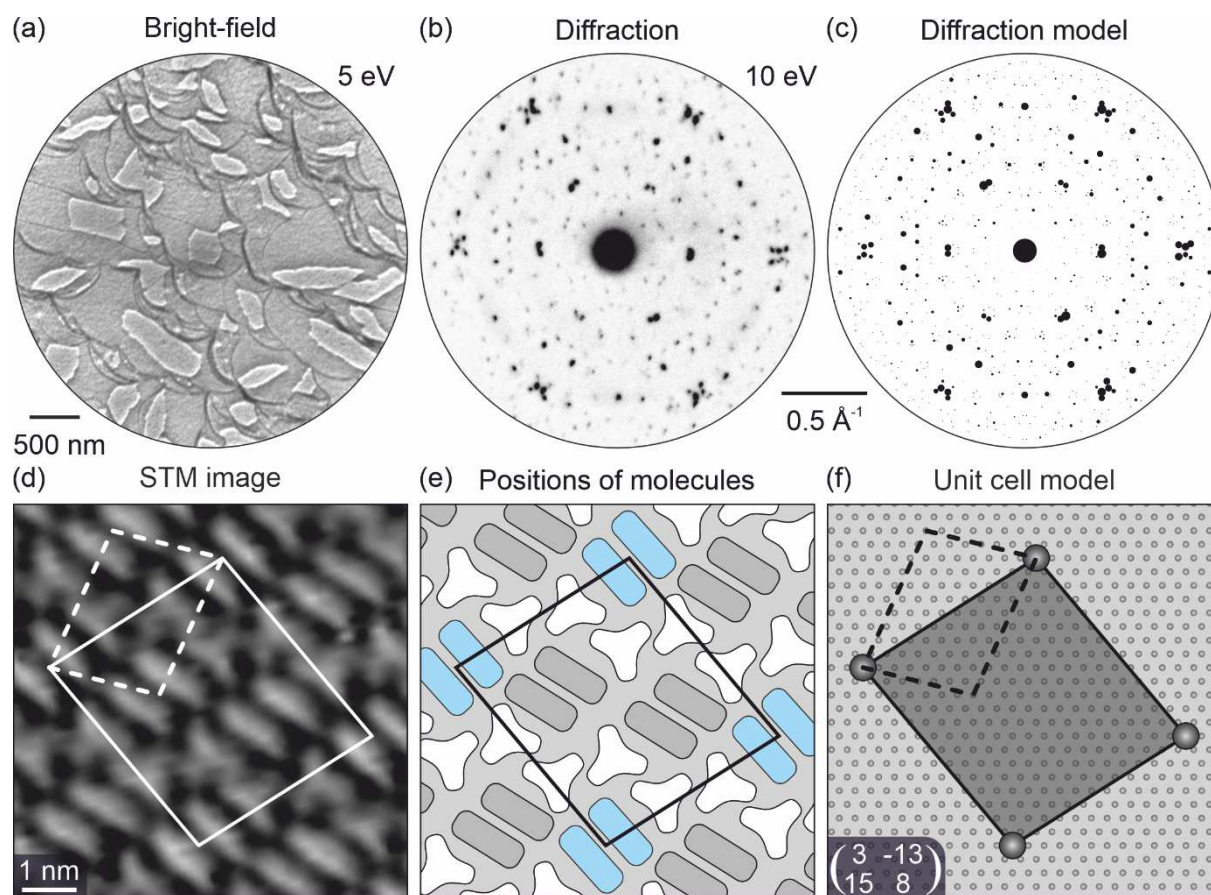 (a) Bright-field
5 eV
500 nm
(b) Diffraction
10 eV
0.5 Å⁻¹
(c) Diffraction model
(d) STM image
1 nm
(e) Positions of molecules
(f) Unit cell model
(3 -13
15 8)